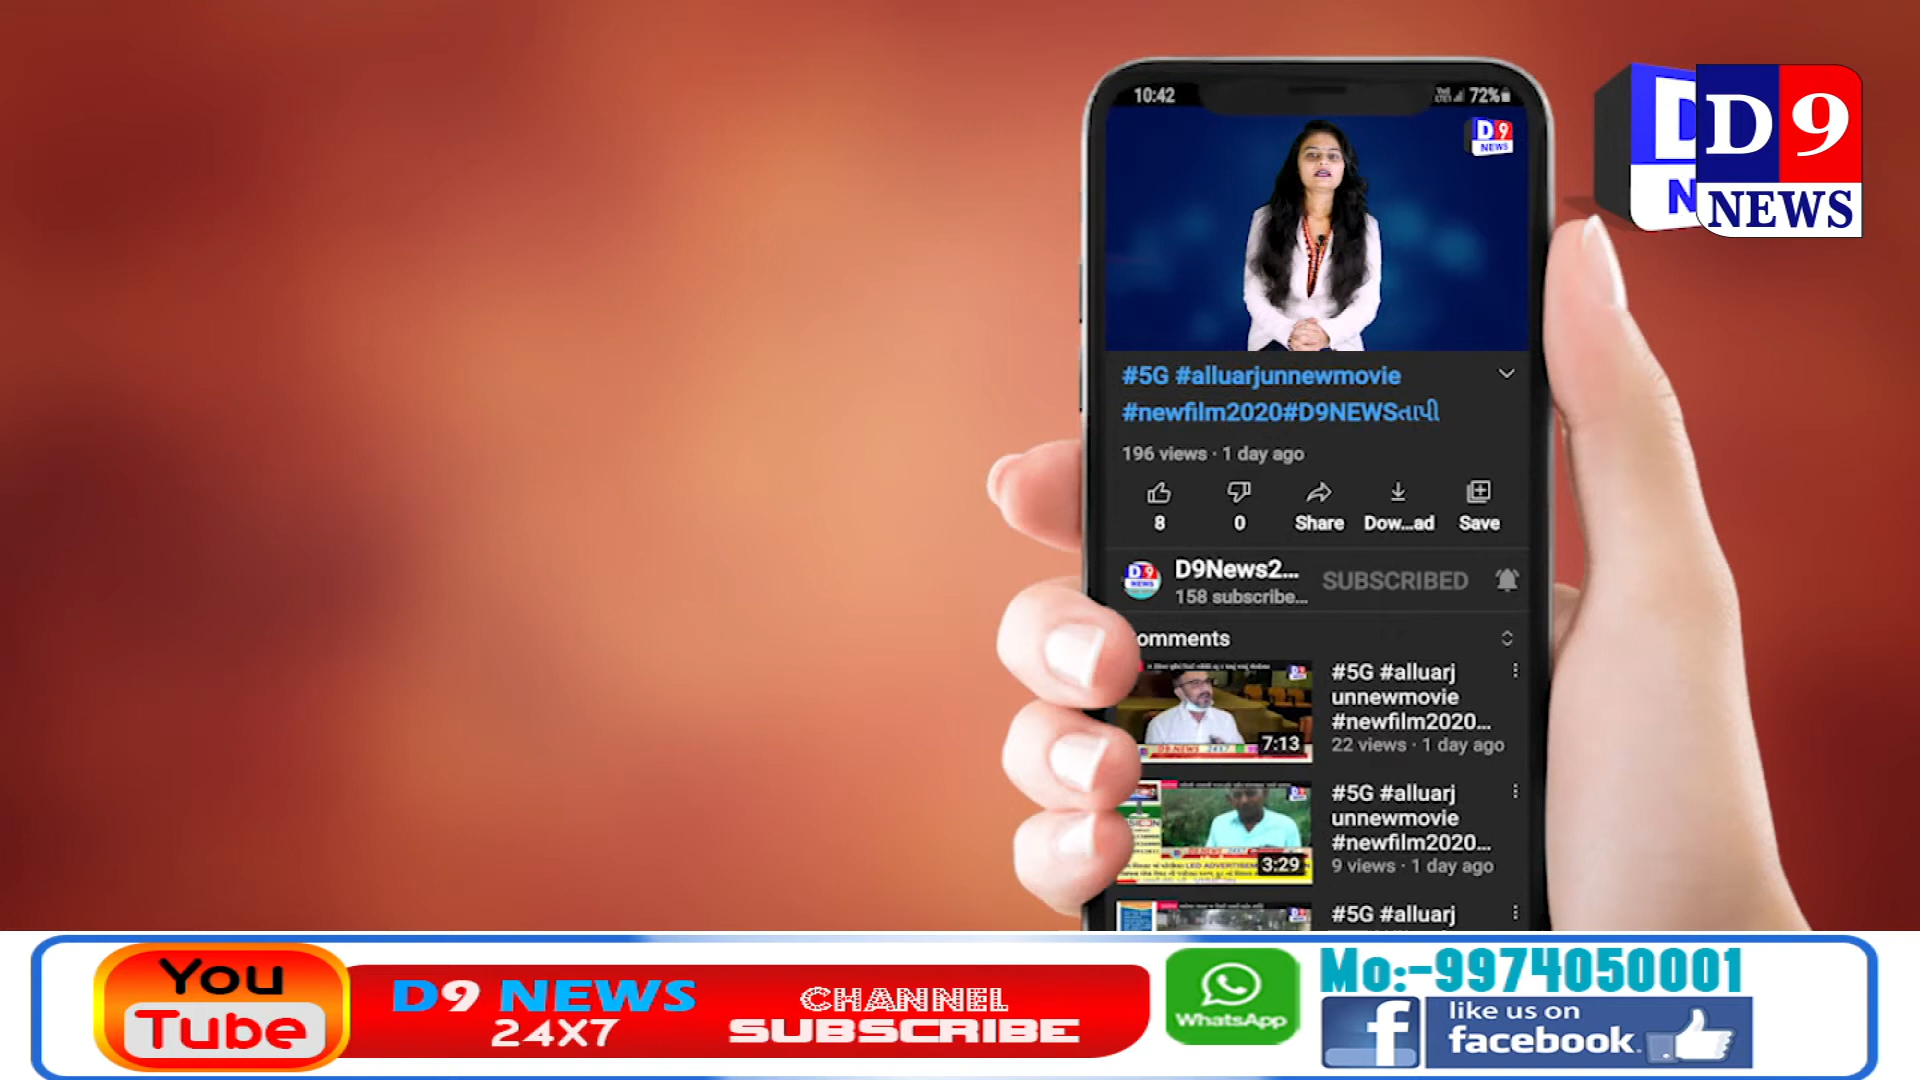 10:42
72%
D9
NEWS
D
N
D9
NEWS
#5G #alluarjunnewmovie
#newfilm2020#D9NEWSતાપી
196 views · 1 day ago
8
0
Share
Dow...ad
Save
D9News2...
SUBSCRIBED
158 subscribe...
omments
#5G #alluarj
unnewmovie
#newfilm2020...
22 views · 1 day ago
7:13
#5G #alluarj
unnewmovie
#newfilm2020...
9 views · 1 day ago
3:29
#5G #alluarj
You
Tube
D9 NEWS
24X7
CHANNEL
SUBSCRIBE
WhatsApp
Mo:-9974050001
like us on
facebook.